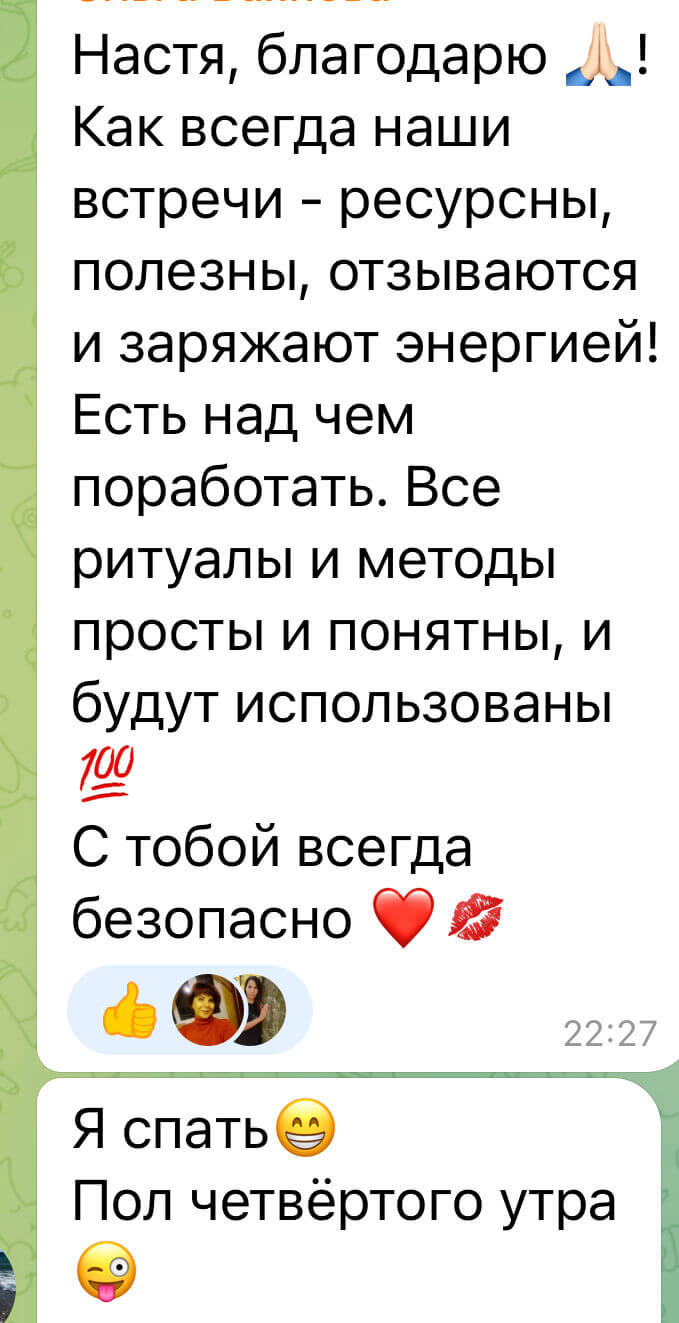 Настя, благодарю 🙏🏻!
Как всегда наши
встречи - ресурсны,
полезны, отзываются
и заряжают энергией!
Есть над чем
поработать. Все
ритуалы и методы
просты и понятны, и
будут использованы
💯
С тобой всегда
безопасно ❤️💋
22:27
Я спать😁
Пол четвёртого утра
😜